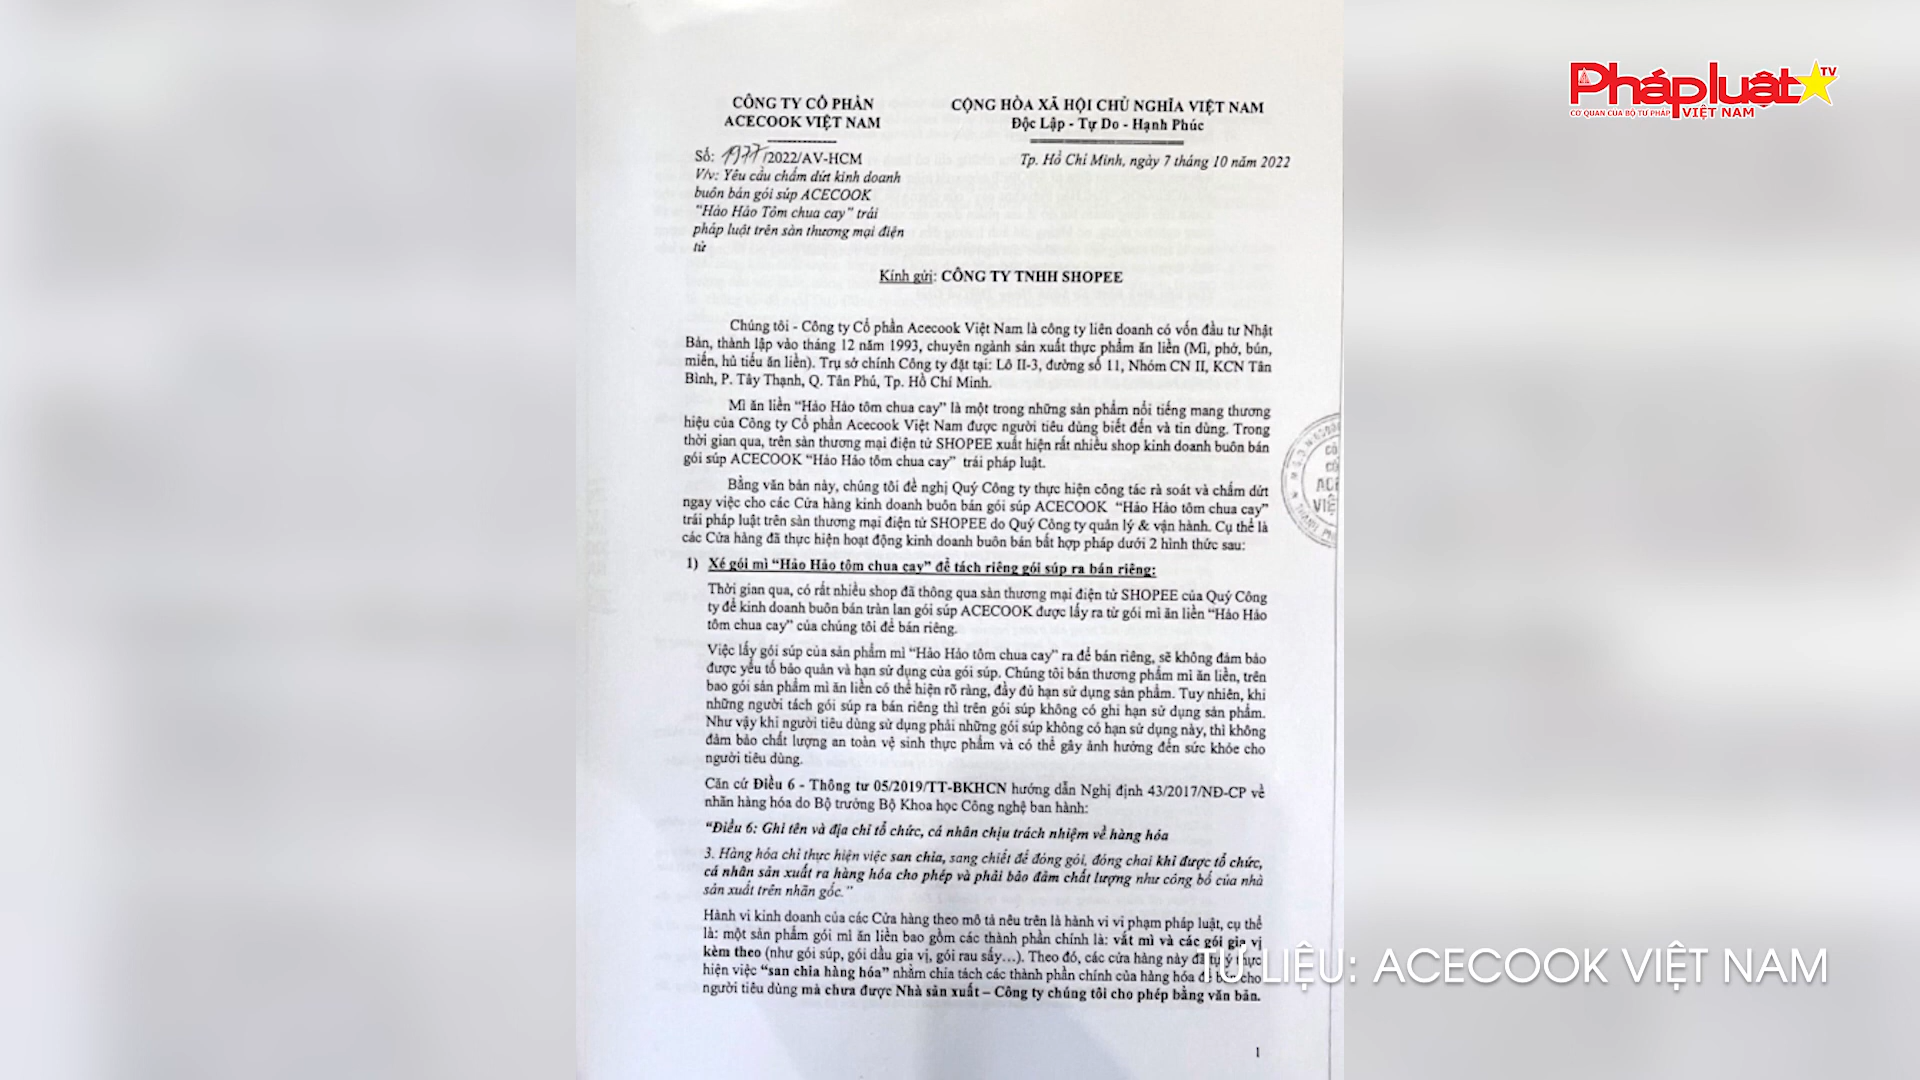 Phápluật TV
CƠ QUAN CỦA BỘ TƯ PHÁP VIỆT NAM
CÔNG TY CỔ PHẦN
ACECOOK VIỆT NAM
CỘNG HÒA XÃ HỘI CHỦ NGHĨA VIỆT NAM
Độc Lập - Tự Do - Hạnh Phúc
Số: 1977/2022/AV-HCM
Tp. Hồ Chí Minh, ngày 7 tháng 10 năm 2022
V/v: Yêu cầu chấm dứt kinh doanh
buôn bán gói súp ACECOOK
"Hảo Hảo Tôm chua cay" trái
pháp luật trên sàn thương mại điện
tử
Kính gửi: CÔNG TY TNHH SHOPEE
Chúng tôi - Công ty Cổ phần Acecook Việt Nam là công ty liên doanh có vốn đầu tư Nhật
Bản, thành lập vào tháng 12 năm 1993, chuyên ngành sản xuất thực phẩm ăn liền (Mì, phở, bún,
miến, hủ tiếu ăn liền). Trụ sở chính Công ty đặt tại: Lô II-3, đường số 11, Nhóm CN II, KCN Tân
Bình, P. Tây Thạnh, Q. Tân Phú, Tp. Hồ Chí Minh.
Mì ăn liền "Hảo Hảo tôm chua cay" là một trong những sản phẩm nổi tiếng mang thương
hiệu của Công ty Cổ phần Acecook Việt Nam được người tiêu dùng biết đến và tin dùng. Trong
thời gian qua, trên sàn thương mại điện tử SHOPEE xuất hiện rất nhiều shop kinh doanh buôn bán
gói súp ACECOOK "Hảo Hảo tôm chua cay" trái pháp luật.
Bằng văn bản này, chúng tôi đề nghị Quý Công ty thực hiện công tác rà soát và chấm dứt
ngay việc cho các Cửa hàng kinh doanh buôn bán gói súp ACECOOK "Hảo Hảo tôm chua cay"
trái pháp luật trên sàn thương mại điện tử SHOPEE do Quý Công ty quản lý & vận hành. Cụ thể là
các Cửa hàng đã thực hiện hoạt động kinh doanh buôn bán bất hợp pháp dưới 2 hình thức sau:
1) Xé gói mì "Hảo Hảo tôm chua cay" để tách riêng gói súp ra bán riêng:
Thời gian qua, có rất nhiều shop đã thông qua sàn thương mại điện tử SHOPEE của Quý Công
ty để kinh doanh buôn bán tràn lan gói súp ACECOOK được lấy ra từ gói mì ăn liền "Hảo Hảo
tôm chua cay" của chúng tôi để bán riêng.
Việc lấy gói súp của sản phẩm mì "Hảo Hảo tôm chua cay" ra để bán riêng, sẽ không đảm bảo
được yếu tố bảo quản và hạn sử dụng của gói súp. Chúng tôi bán thương phẩm mì ăn liền, trên
bao gói sản phẩm mì ăn liền có thể hiện rõ ràng, đầy đủ hạn sử dụng sản phẩm. Tuy nhiên, khi
những người tách gói súp ra bán riêng thì trên gói súp không có ghi hạn sử dụng sản phẩm.
Như vậy khi người tiêu dùng sử dụng phải những gói súp không có hạn sử dụng này, thì không
đảm bảo chất lượng an toàn vệ sinh thực phẩm và có thể gây ảnh hưởng đến sức khỏe cho
người tiêu dùng.
Căn cứ Điều 6 - Thông tư 05/2019/TT-BKHCN hướng dẫn Nghị định 43/2017/NĐ-CP về
nhãn hàng hóa do Bộ trưởng Bộ Khoa học Công nghệ ban hành:
"Điều 6: Ghi tên và địa chỉ tổ chức, cá nhân chịu trách nhiệm về hàng hóa
3. Hàng hóa chỉ thực hiện việc san chia, sang chiết để đóng gói, đóng chai khi được tổ chức,
cá nhân sản xuất ra hàng hóa cho phép và phải bảo đảm chất lượng như công bố của nhà
sản xuất trên nhãn gốc."
Hành vi kinh doanh của các Cửa hàng theo mô tả nêu trên là hành vi vi phạm pháp luật, cụ thể
là: một sản phẩm gói mì ăn liền bao gồm các thành phần chính là: vắt mì và các gói gia vị
kèm theo (như gói súp, gói dầu gia vị, gói rau sấy…). Theo đó, các cửa hàng này đã tự ý thực
hiện việc "san chia hàng hóa" nhằm chia tách các thành phần chính của hàng hóa để bán cho
người tiêu dùng mà chưa được Nhà sản xuất – Công ty chúng tôi cho phép bằng văn bản.
TƯ LIỆU: ACECOOK VIỆT NAM
1